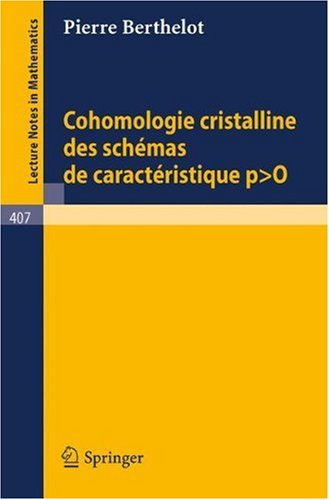 Pierre Berthelot
Lecture Notes in Mathematics
Cohomologie cristalline
des schémas
de caractéristique p>O
407
Springer